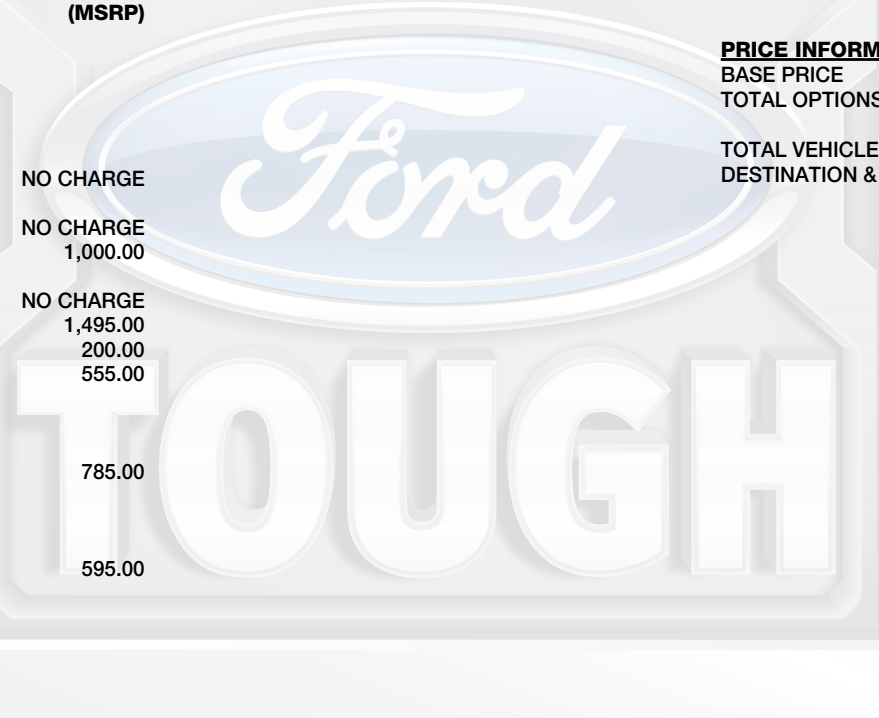 (MSRP)
NO CHARGE
NO CHARGE
1,000.00
NO CHARGE
1,495.00
200.00
555.00
785.00
595.00
PRICE INFORM
BASE PRICE
TOTAL OPTIONS
TOTAL VEHICLE
DESTINATION &
Ford
TOUGH